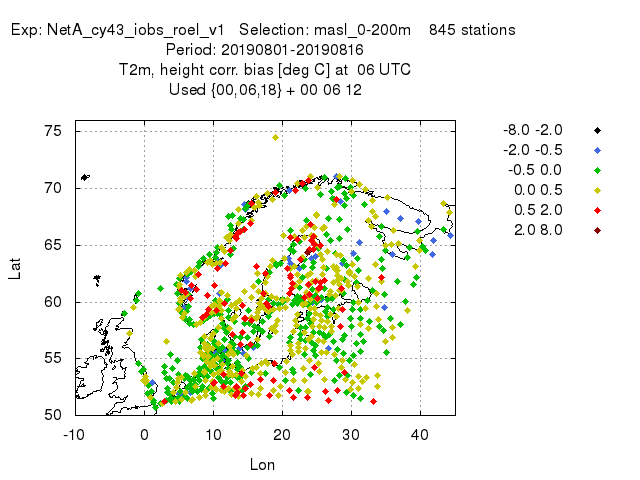 Exp: NetA_cy43_iobs_roel_v1 Selection: masl_0-200m 845 stations
Period: 20190801-20190816
T2m, height corr. bias [deg C] at 06 UTC
Used {00,06,18} + 00 06 12
-8.0 -2.0
-2.0 -0.5
-0.5 0.0
0.0 0.5
0.5 2.0
2.0 8.0
75
70
65
60
55
50
Lat
-10 0 10 20 30 40
Lon